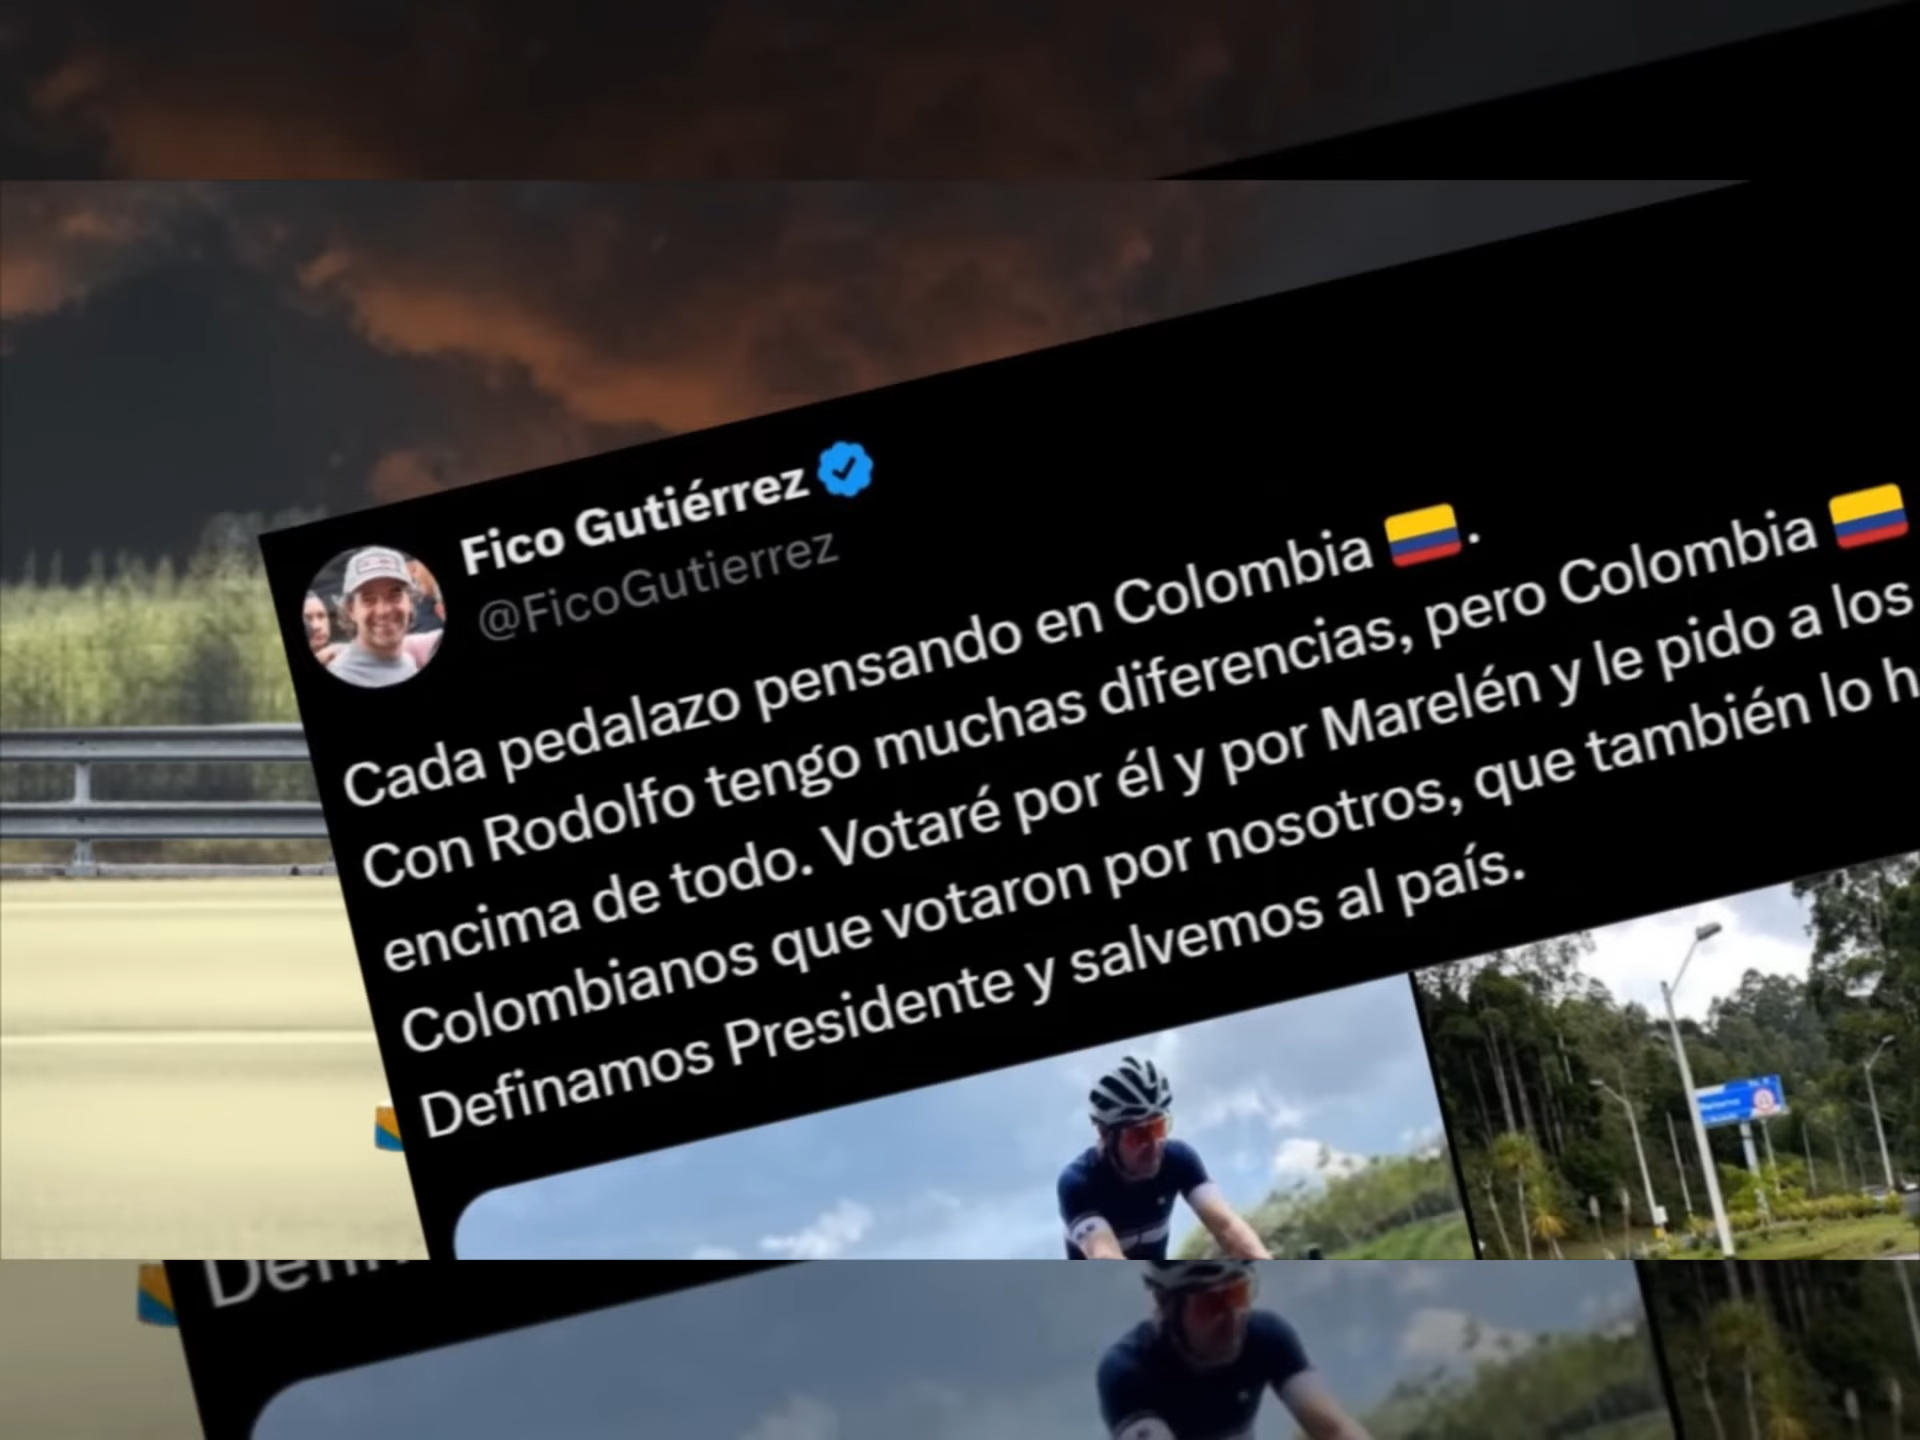 Fico Gutiérrez
@FicoGutierrez
Cada pedalazo pensando en Colombia 🇨🇴.
Con Rodolfo tengo muchas diferencias, pero Colombia 🇨🇴
encima de todo. Votaré por él y por Marelén y le pido a los
Colombianos que votaron por nosotros, que también lo h
Definamos Presidente y salvemos al país.